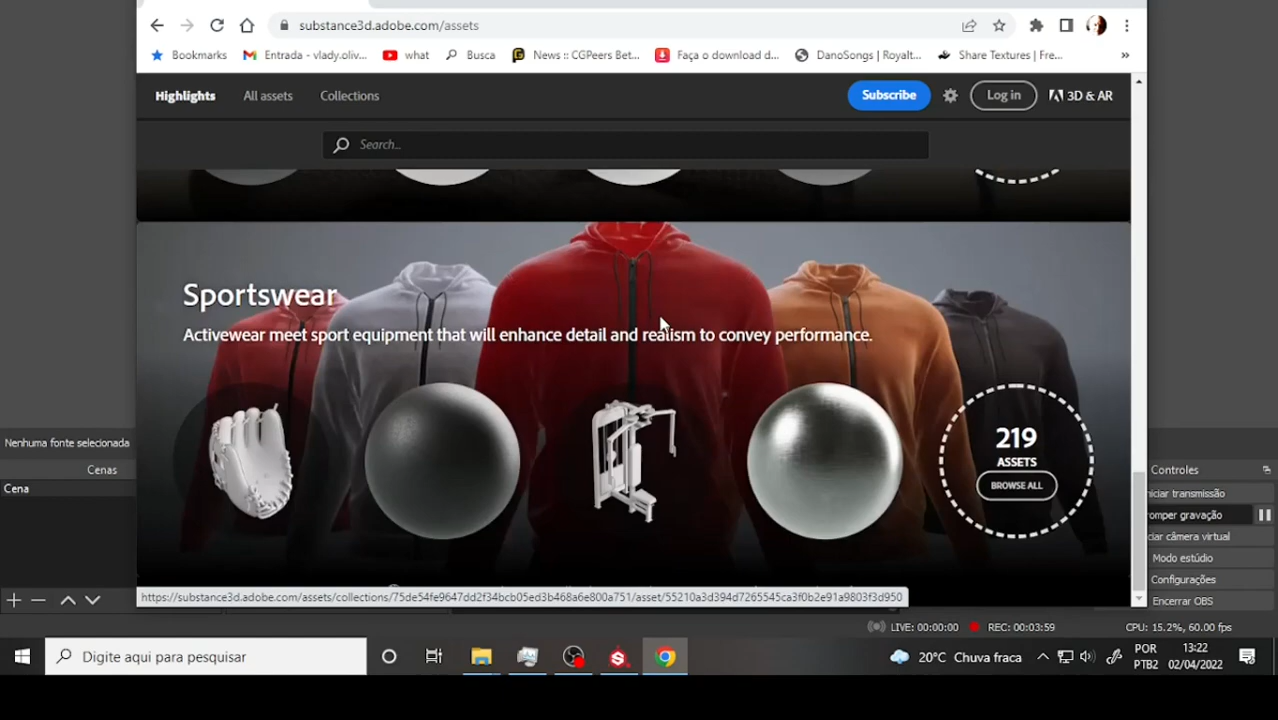 substance3d.adobe.com/assets
Bookmarks
Entrada - vlady.oliv...
what
Busca
News :: CGPeers Bet...
Faça o download d...
DanoSongs | Royalt...
Share Textures | Fre...
»
Highlights
All assets
Collections
Subscribe
Log in
3D & AR
Search...
Sportswear
Activewear meet sport equipment that will enhance detail and realism to convey performance.
219
ASSETS
BROWSE ALL
Nenhuma fonte selecionada
Cenas
Cena
Controles
niciar transmissão
romper gravação
ciar câmera virtual
Modo estúdio
Configurações
Encerrar OBS
https://substance3d.adobe.com/assets/collections/75de54fe9647dd2f34bcb05ed3b468a6e800a751/asset/55210a3d394d7265545ca3f0b2e91a9803f3d950
LIVE: 00:00:00
REC: 00:03:59
CPU: 15.2%, 60.00 fps
Digite aqui para pesquisar
20°C Chuva fraca
POR
PTB2
13:22
02/04/2022